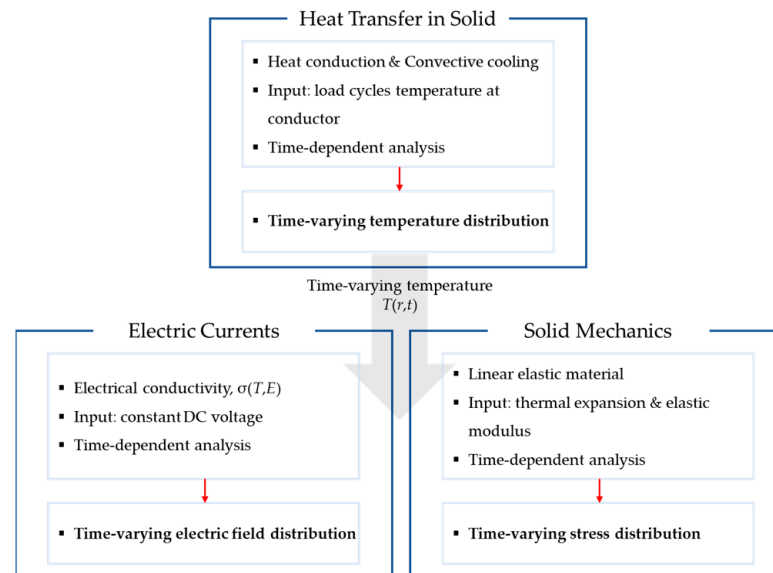 Heat Transfer in Solid
▪ Heat conduction & Convective cooling
▪ Input: load cycles temperature at
conductor
▪ Time-dependent analysis
▪ Time-varying temperature distribution
Time-varying temperature
T(r,t)
Electric Currents
▪ Electrical conductivity, σ(T,E)
▪ Input: constant DC voltage
▪ Time-dependent analysis
▪ Time-varying electric field distribution
Solid Mechanics
▪ Linear elastic material
▪ Input: thermal expansion & elastic
modulus
▪ Time-dependent analysis
▪ Time-varying stress distribution